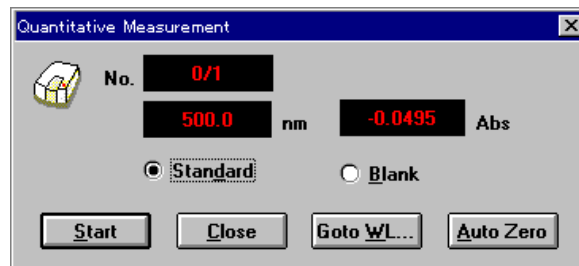 Quantitative Measurement
No. 0/1
500.0 nm -0.0495 Abs
Standard Blank
Start Close Goto WL... Auto Zero